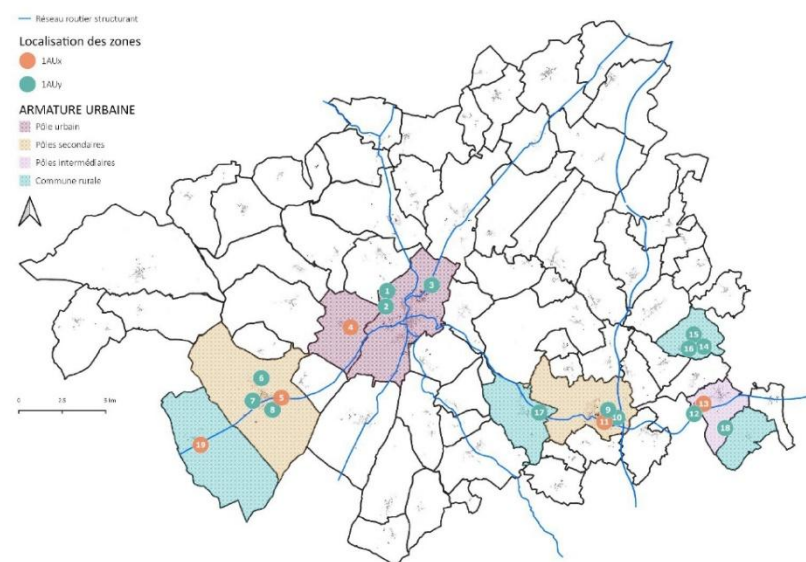 Réseau routier structurant
Localisation des zones
1AUx
1AUy
ARMATURE URBAINE
Pôle urbain
Pôles secondaires
Pôles intermédiaires
Commune rurale
0 2.5 5 km
1
2
3
4
5
6
7
8
9
10
11
12
13
14
15
16
17
18
19